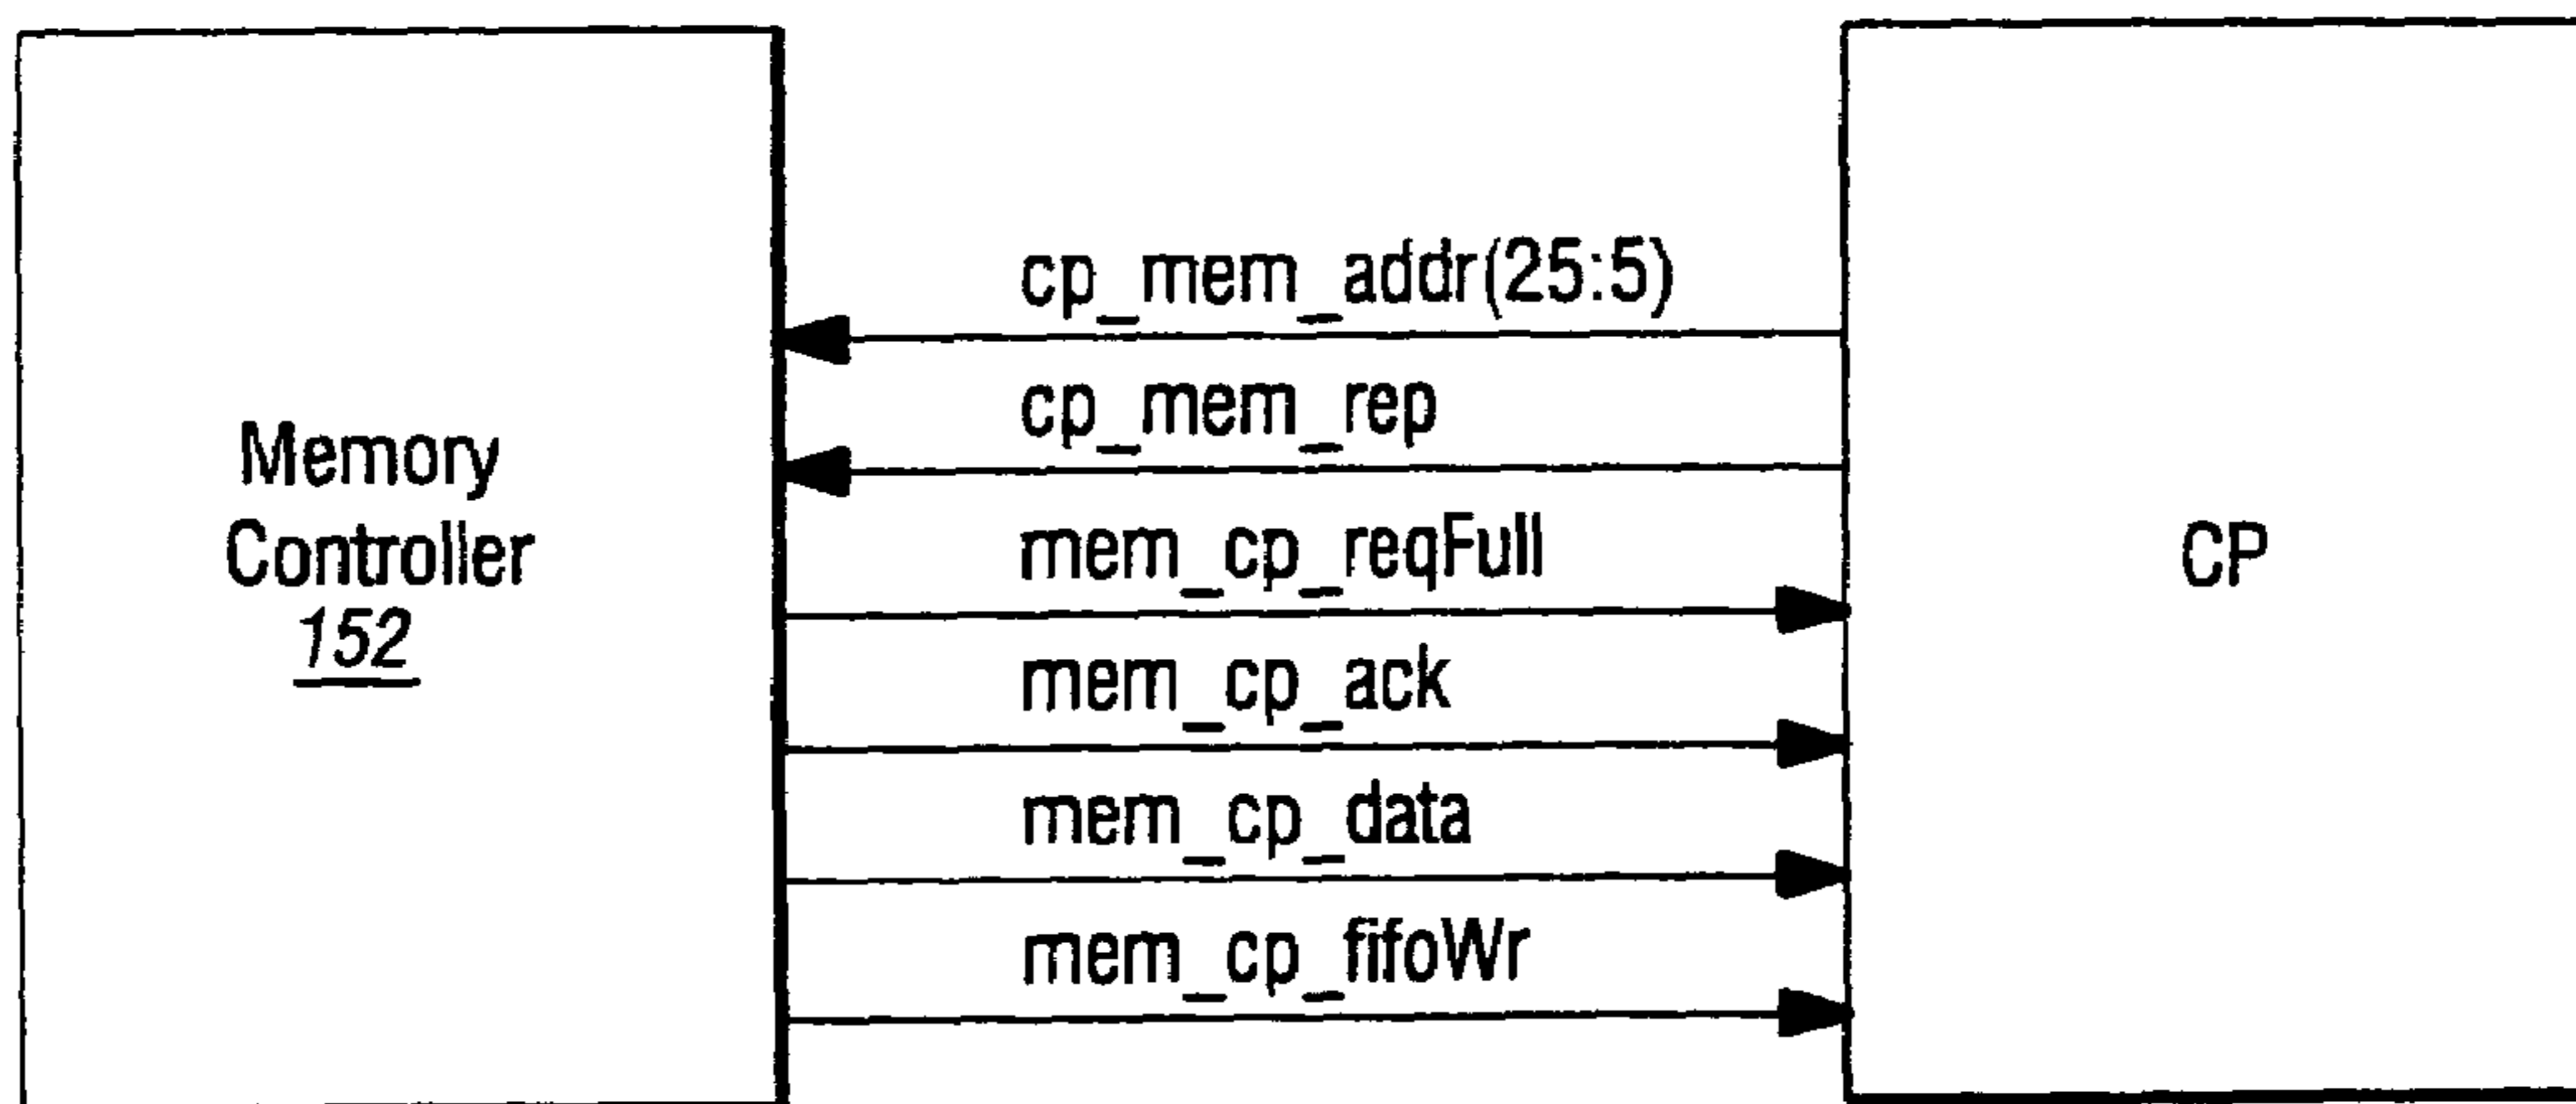 Memory
Controller
152
cp_mem_addr(25:5)
cp_mem_rep
mem_cp_reqFull
mem_cp_ack
mem_cp_data
mem_cp_fifoWr
CP